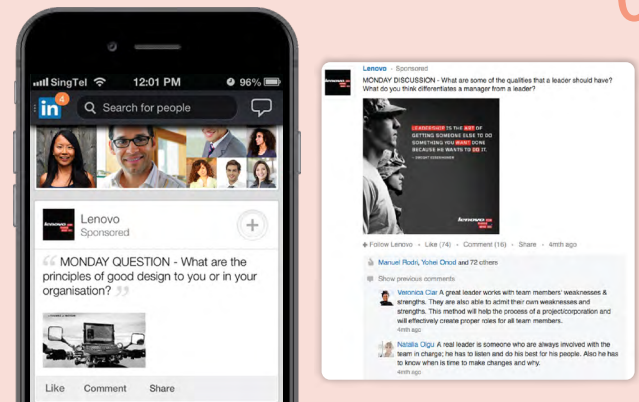 SingTel 12:01 PM 96%
in 4 Search for people
Lenovo
Sponsored
“ MONDAY QUESTION - What are the
principles of good design to you or in your
organisation? ”
Like Comment Share
Lenovo · Sponsored
MONDAY DISCUSSION - What are some of the qualities that a leader should have?
What do you think differentiates a manager from a leader?
LEADERSHIP IS THE ART OF
GETTING SOMEONE ELSE TO DO
SOMETHING YOU WANT DONE
BECAUSE HE WANTS TO DO IT.
- DWIGHT EISENHOWER
lenovo
Follow Lenovo · Like (74) · Comment (16) · Share · 4mth ago
Manuel Rodri, Yohei Onod and 72 others
Show previous comments
Veronica Clar A great leader works with team members' weaknesses &
strengths. They are also able to admit their own weaknesses and
strengths. This method will help the process of a project/corporation and
will effectively create proper roles for all team members.
4mth ago
Natalia Olgu A real leader is someone who are always involved with the
team in charge; he has to listen and do his best for his people. Also he has
to know when is time to make changes and why.
4mth ago